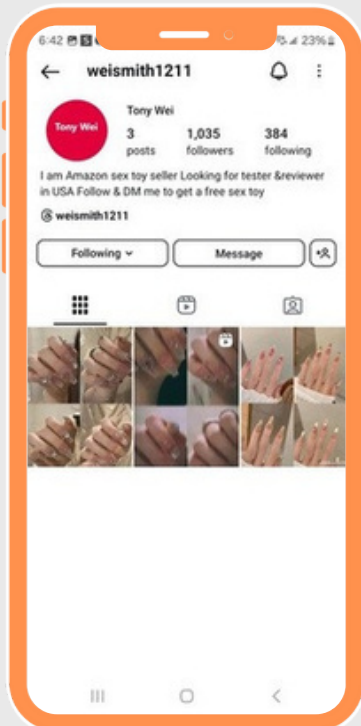 6:42
23%
weismith1211
Tony Wei
Tony Wei
3 1,035 384
posts followers following
I am Amazon sex toy seller Looking for tester &reviewer
in USA Follow & DM me to get a free sex toy
weismith1211
Following Message